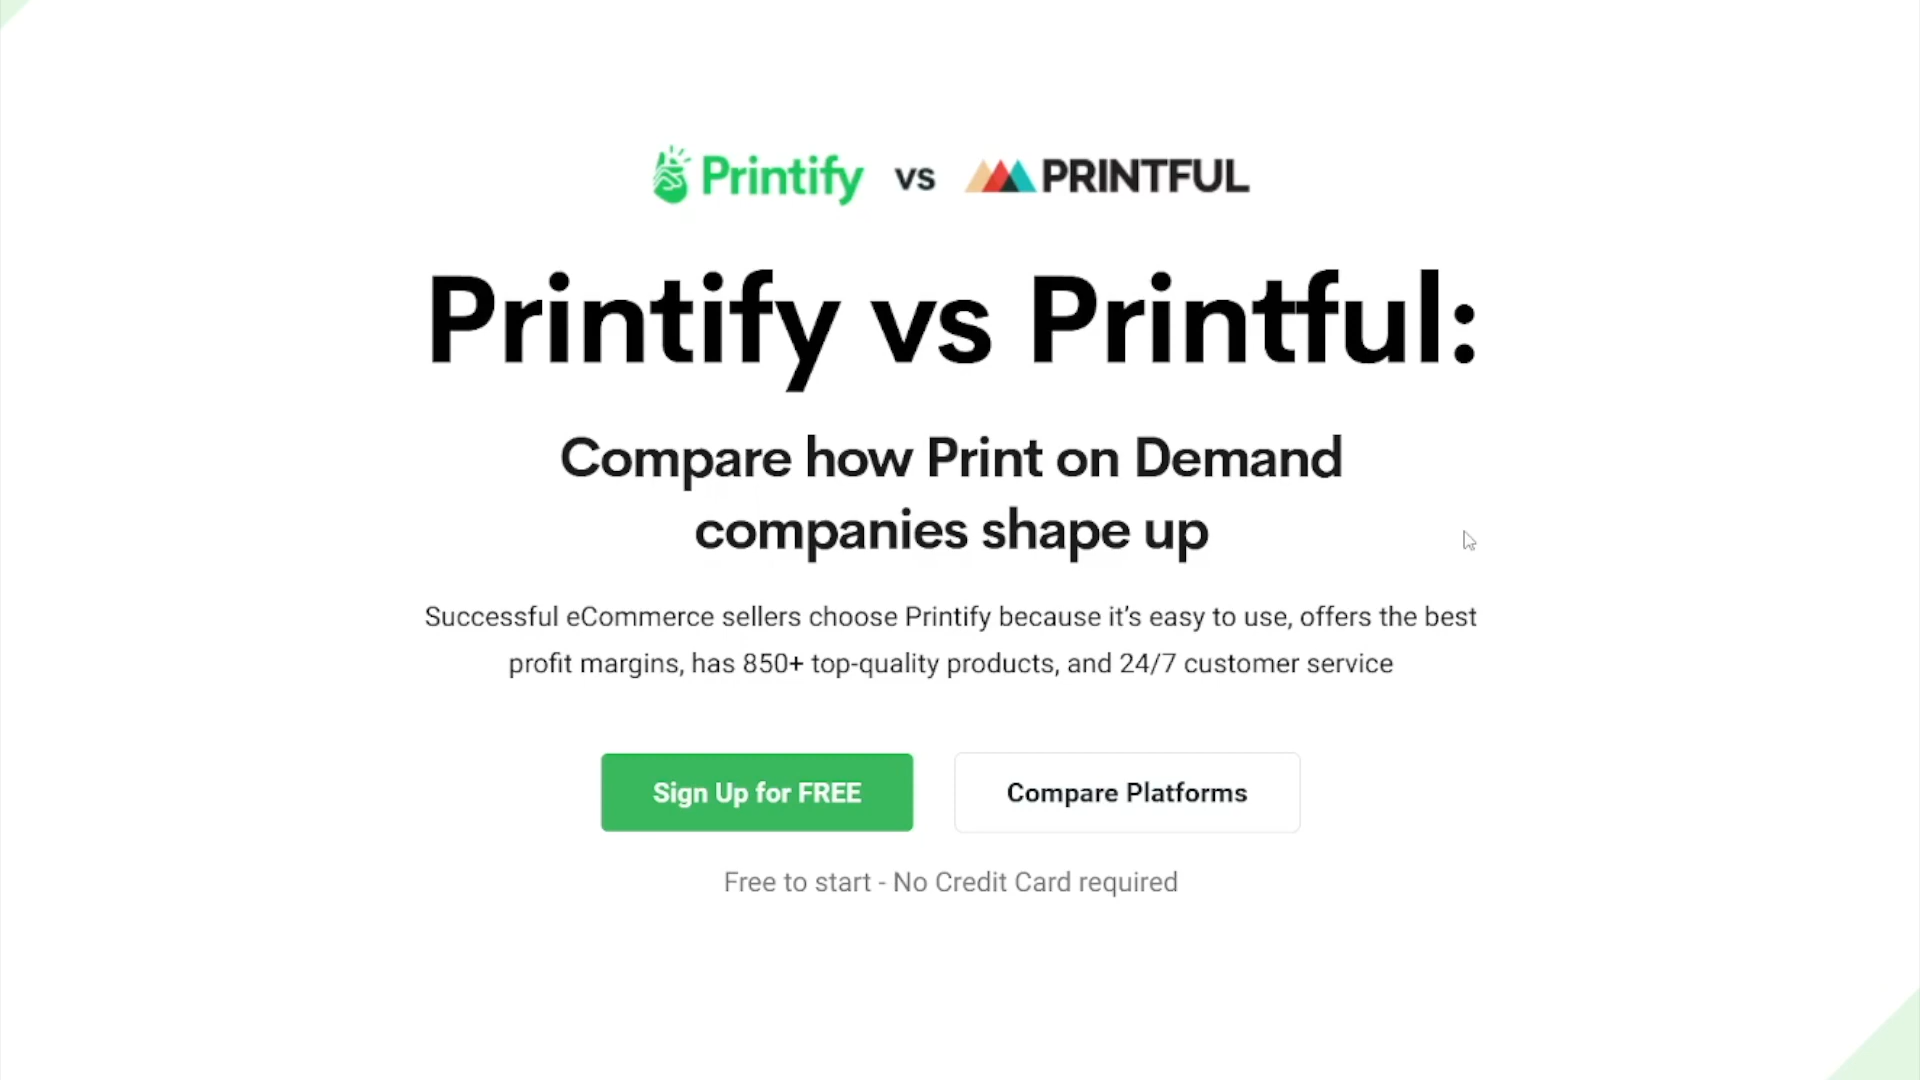 Printify vs PRINTFUL
Printify vs Printful:
Compare how Print on Demand
companies shape up
Successful eCommerce sellers choose Printify because it’s easy to use, offers the best
profit margins, has 850+ top-quality products, and 24/7 customer service
Sign Up for FREE Compare Platforms
Free to start - No Credit Card required